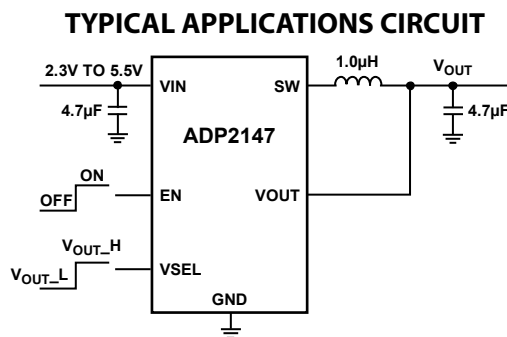 TYPICAL APPLICATIONS CIRCUIT
2.3V TO 5.5V
4.7µF
VIN
SW
1.0µH
VOUT
4.7µF
ADP2147
ON
OFF
EN
VOUT
VOUT_H
VOUT_L
VSEL
GND